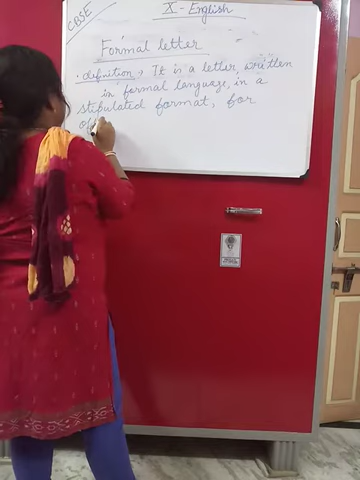 CBSE
X - English
Formal letter
• definition → It is a letter, written
in formal language, in a
stipulated format, for